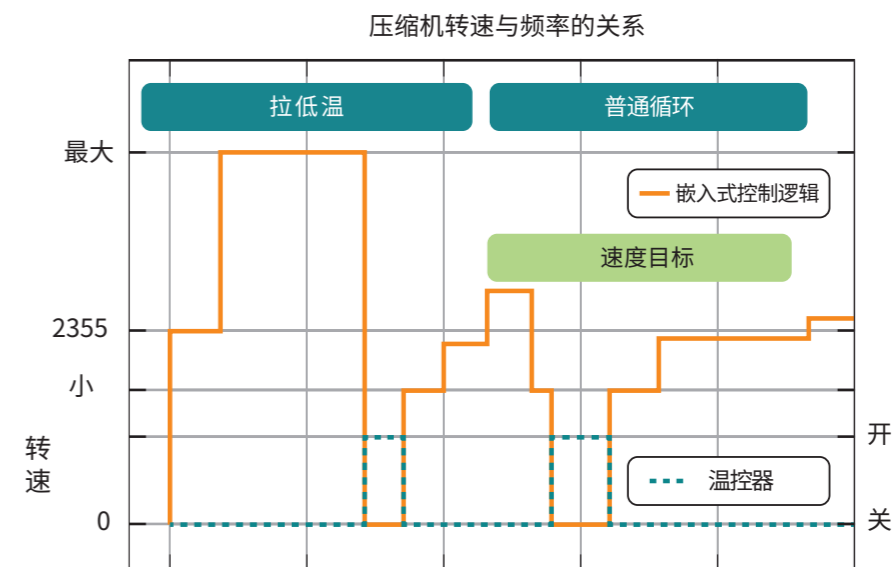 压缩机转速与频率的关系
拉低温
普通循环
最大
嵌入式控制逻辑
速度目标
2355
小
开
转
速
温控器
0
关